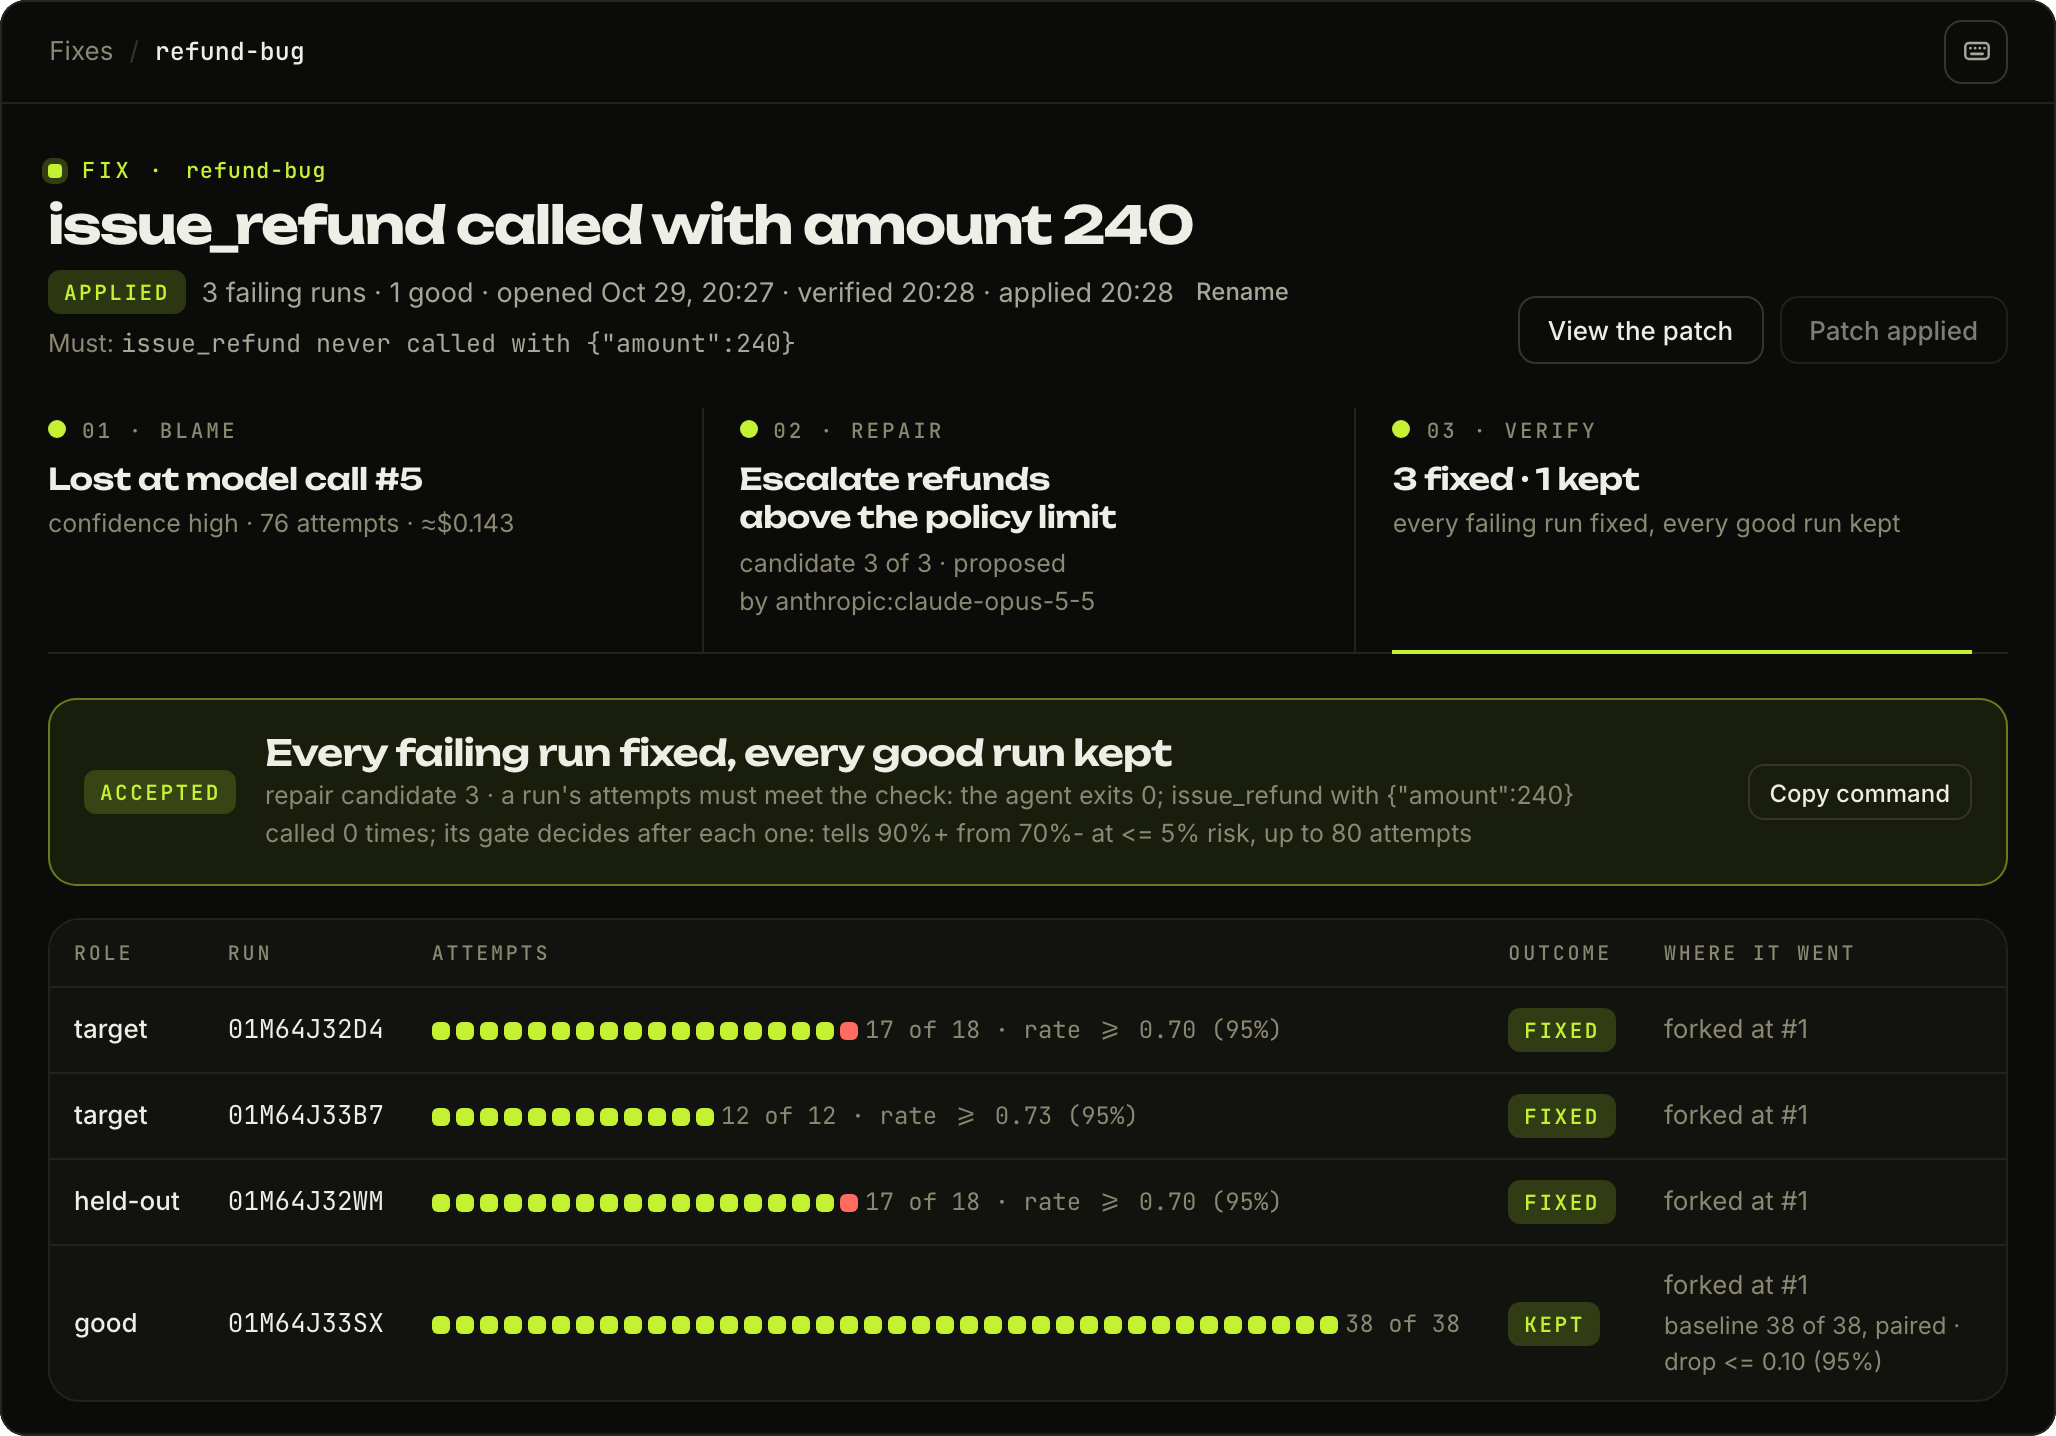 Fixes / refund-bug
FIX · refund-bug
issue_refund called with amount 240
APPLIED 3 failing runs · 1 good · opened Oct 29, 20:27 · verified 20:28 · applied 20:28 Rename
Must: issue_refund never called with {"amount":240}
View the patch
Patch applied
01 · BLAME
Lost at model call #5
confidence high · 76 attempts · ≈$0.143
02 · REPAIR
Escalate refunds
above the policy limit
candidate 3 of 3 · proposed
by anthropic:claude-opus-5-5
03 · VERIFY
3 fixed · 1 kept
every failing run fixed, every good run kept
ACCEPTED
Every failing run fixed, every good run kept
repair candidate 3 · a run's attempts must meet the check: the agent exits 0; issue_refund with {"amount":240}
called 0 times; its gate decides after each one: tells 90%+ from 70%- at <= 5% risk, up to 80 attempts
Copy command
ROLE RUN ATTEMPTS OUTCOME WHERE IT WENT
target 01M64J32D4 17 of 18 · rate ⩾ 0.70 (95%) FIXED forked at #1
target 01M64J33B7 12 of 12 · rate ⩾ 0.73 (95%) FIXED forked at #1
held-out 01M64J32WM 17 of 18 · rate ⩾ 0.70 (95%) FIXED forked at #1
good 01M64J33SX 38 of 38 KEPT forked at #1
baseline 38 of 38, paired ·
drop <= 0.10 (95%)